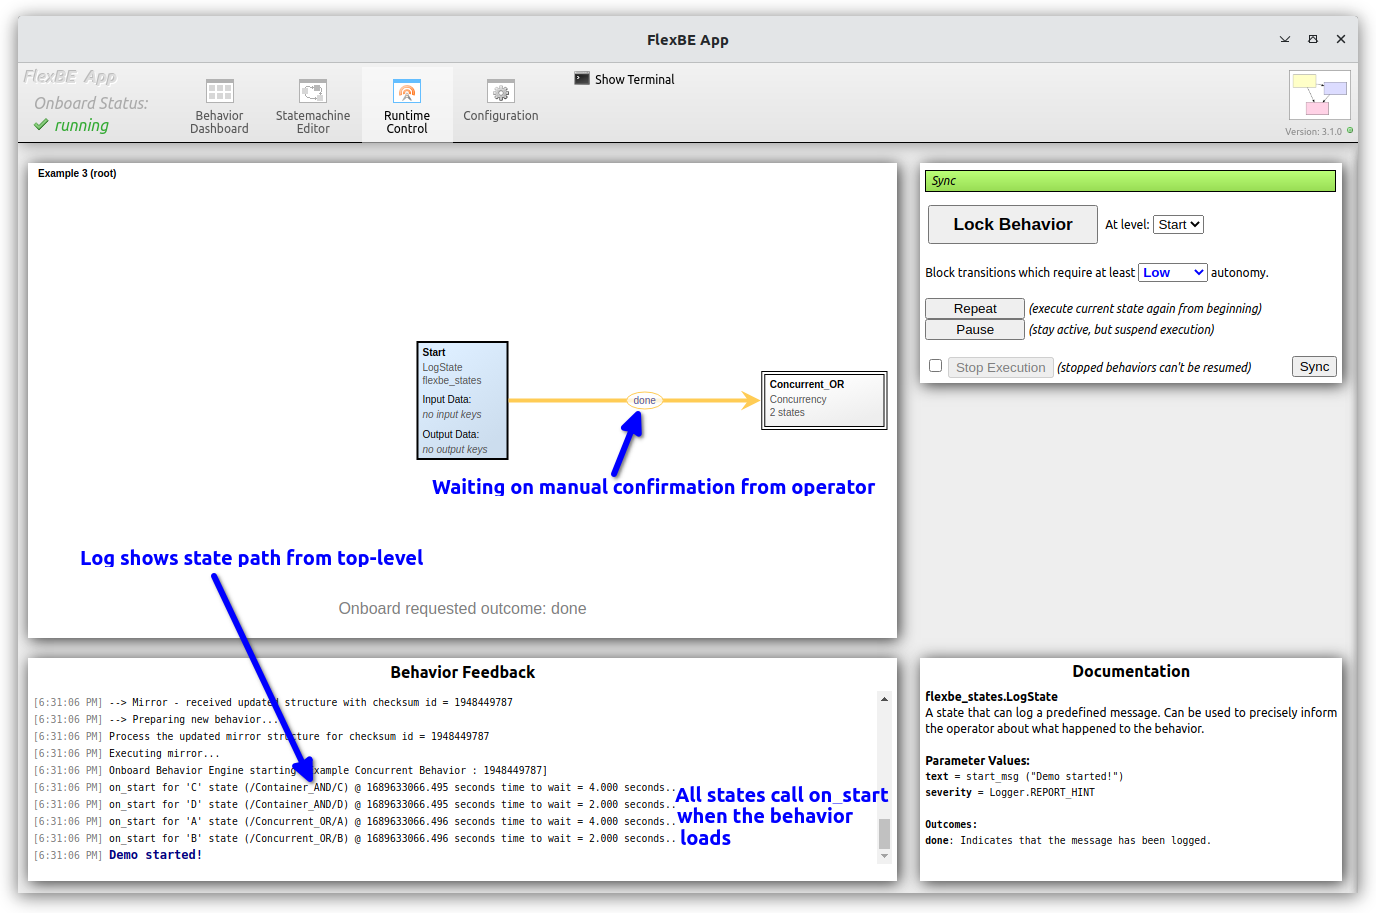 FlexBE App
FlexBE App
Onboard Status:
running
Behavior
Dashboard
Statemachine
Editor
Runtime
Control
Configuration
Show Terminal
Version: 3.1.0
Example 3 (root)
Start
LogState
flexbe_states
Input Data:
no input keys
Output Data:
no output keys
done
Concurrent_OR
Concurrency
2 states
Waiting on manual confirmation from operator
Log shows state path from top-level
Onboard requested outcome: done
Sync
Lock Behavior
At level: Start
Block transitions which require at least Low autonomy.
Repeat (execute current state again from beginning)
Pause (stay active, but suspend execution)
Stop Execution (stopped behaviors can't be resumed) Sync
Behavior Feedback
[6:31:06 PM] --> Mirror - received updated structure with checksum id = 1948449787
[6:31:06 PM] --> Preparing new behavior...
[6:31:06 PM] Process the updated mirror structure for checksum id = 1948449787
[6:31:06 PM] Executing mirror...
[6:31:06 PM] Onboard Behavior Engine starting Example Concurrent Behavior : 1948449787]
[6:31:06 PM] on_start for 'C' state (/Container_AND/C) @ 1689633066.495 seconds time to wait = 4.000 seconds..
[6:31:06 PM] on_start for 'D' state (/Container_AND/D) @ 1689633066.495 seconds time to wait = 2.000 seconds..
[6:31:06 PM] on_start for 'A' state (/Concurrent_OR/A) @ 1689633066.496 seconds time to wait = 4.000 seconds..
[6:31:06 PM] on_start for 'B' state (/Concurrent_OR/B) @ 1689633066.496 seconds time to wait = 2.000 seconds..
[6:31:06 PM] Demo started!
All states call on_start
when the behavior
loads
Documentation
flexbe_states.LogState
A state that can log a predefined message. Can be used to precisely inform
the operator about what happened to the behavior.
Parameter Values:
text = start_msg ("Demo started!")
severity = Logger.REPORT_HINT
Outcomes:
done: Indicates that the message has been logged.